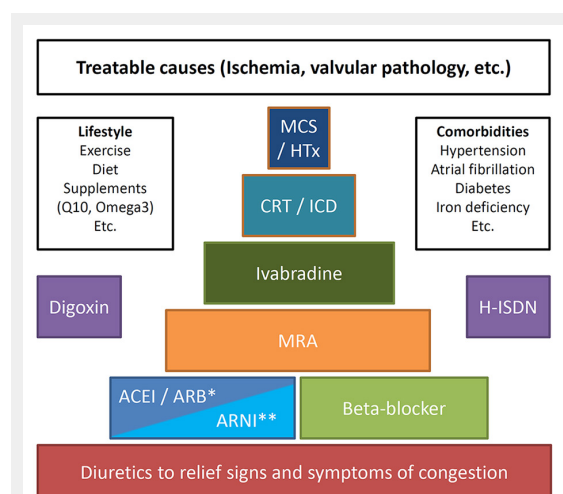 Treatable causes (Ischemia, valvular pathology, etc.)
MCS
/ HTx
Lifestyle
Exercise
Diet
Supplements
(Q10, Omega3)
Etc.
Comorbidities
Hypertension
Atrial fibrillation
Diabetes
Iron deficiency
Etc.
CRT / ICD
Ivabradine
Digoxin
H-ISDN
MRA
ACEI / ARB*
ARNI**
Beta-blocker
Diuretics to relief signs and symptoms of congestion